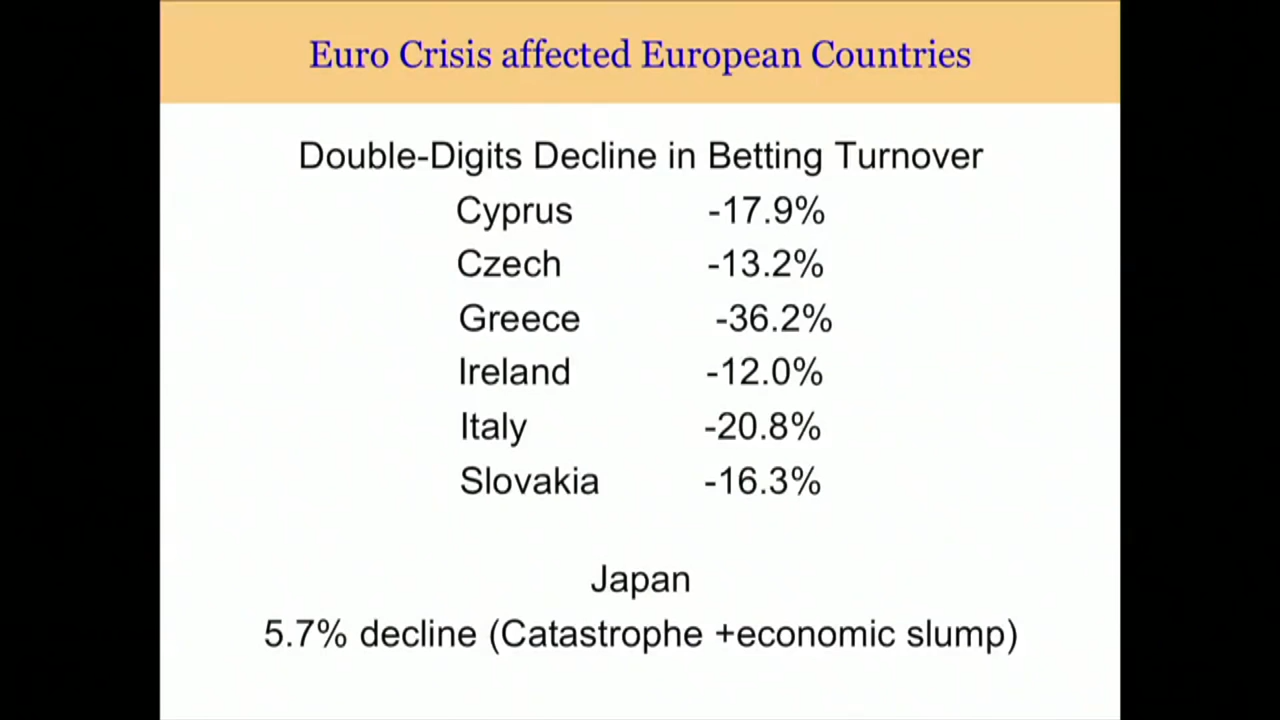 Euro Crisis affected European Countries
Double-Digits Decline in Betting Turnover
Cyprus -17.9%
Czech -13.2%
Greece -36.2%
Ireland -12.0%
Italy -20.8%
Slovakia -16.3%
Japan
5.7% decline (Catastrophe +economic slump)